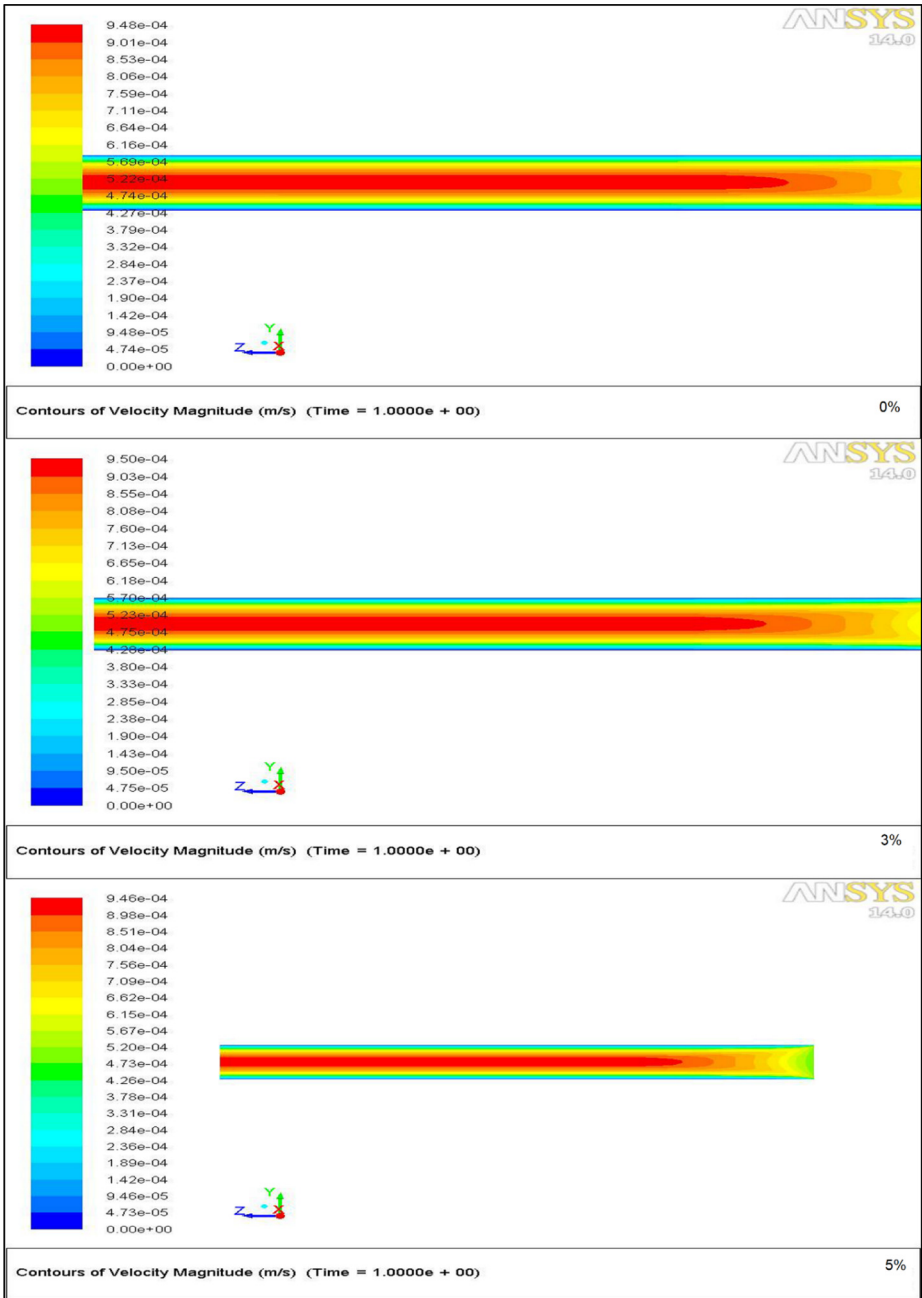 9.48e-04
9.01e-04
8.53e-04
8.06e-04
7.59e-04
7.11e-04
6.64e-04
6.16e-04
5.69e-04
5.22e-04
4.74e-04
4.27e-04
3.79e-04
3.32e-04
2.84e-04
2.37e-04
1.90e-04
1.42e-04
9.48e-05
4.74e-05
0.00e+00
ANSYS
14.0
Y
Z X
Contours of Velocity Magnitude (m/s) (Time = 1.0000e + 00) 0%
9.50e-04
9.03e-04
8.55e-04
8.08e-04
7.60e-04
7.13e-04
6.65e-04
6.18e-04
5.70e-04
5.23e-04
4.75e-04
4.28e-04
3.80e-04
3.33e-04
2.85e-04
2.38e-04
1.90e-04
1.43e-04
9.50e-05
4.75e-05
0.00e+00
ANSYS
14.0
Y
Z X
Contours of Velocity Magnitude (m/s) (Time = 1.0000e + 00) 3%
9.46e-04
8.98e-04
8.51e-04
8.04e-04
7.56e-04
7.09e-04
6.62e-04
6.15e-04
5.67e-04
5.20e-04
4.73e-04
4.26e-04
3.78e-04
3.31e-04
2.84e-04
2.36e-04
1.89e-04
1.42e-04
9.46e-05
4.73e-05
0.00e+00
ANSYS
14.0
Y
Z X
Contours of Velocity Magnitude (m/s) (Time = 1.0000e + 00) 5%